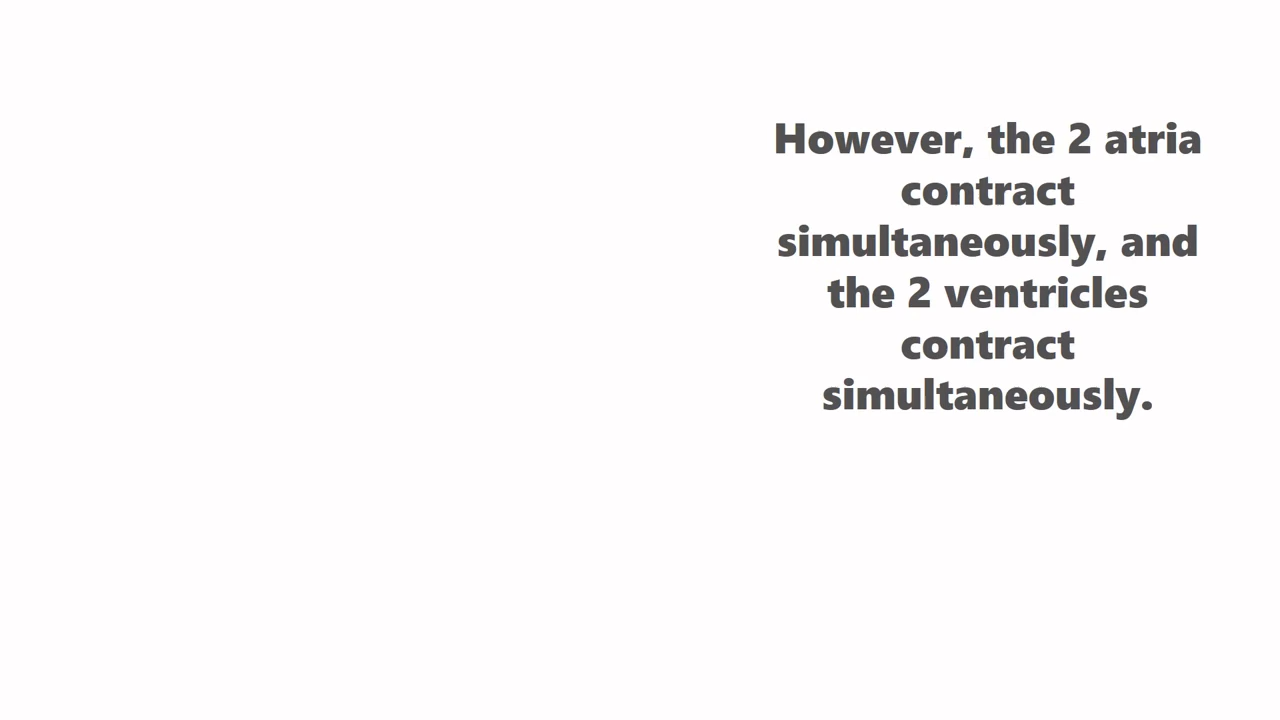 However, the 2 atria
contract
simultaneously, and
the 2 ventricles
contract
simultaneously.